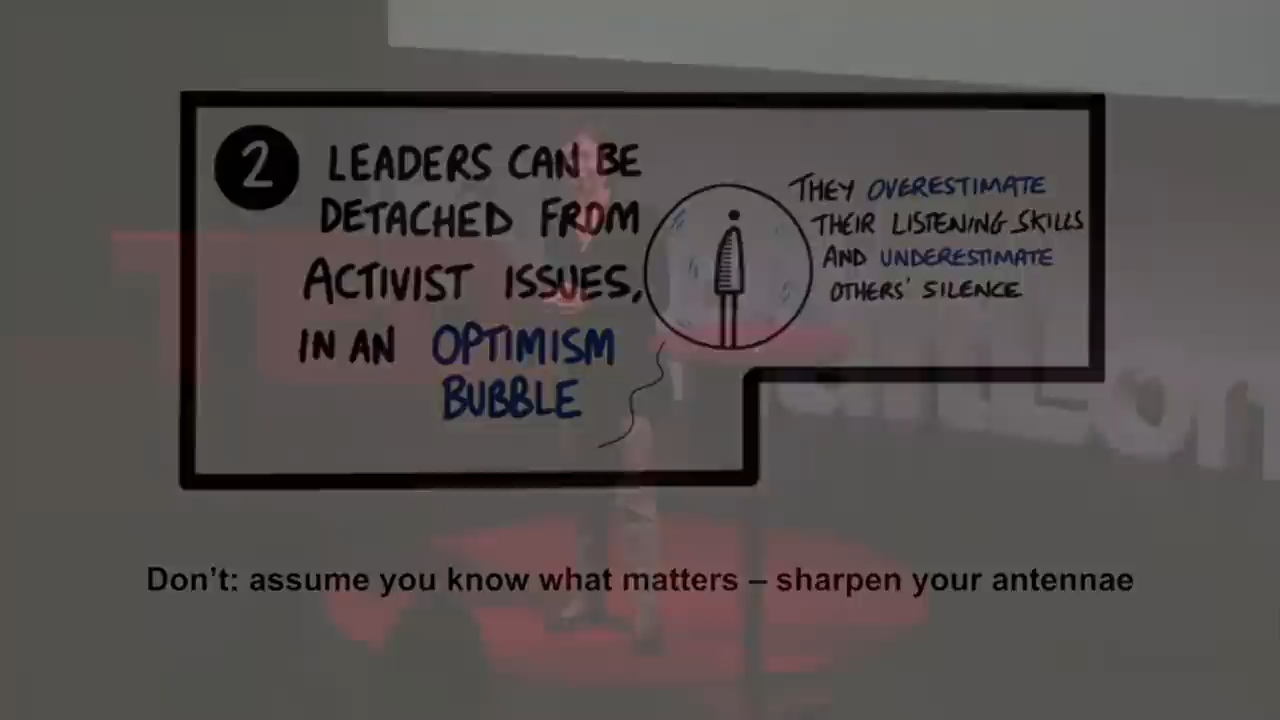 2
LEADERS CAN BE
DETACHED FROM
ACTIVIST ISSUES,
IN AN OPTIMISM
BUBBLE
THEY OVERESTIMATE
THEIR LISTENING SKILLS
AND UNDERESTIMATE
OTHERS' SILENCE
Don't: assume you know what matters – sharpen your antennae